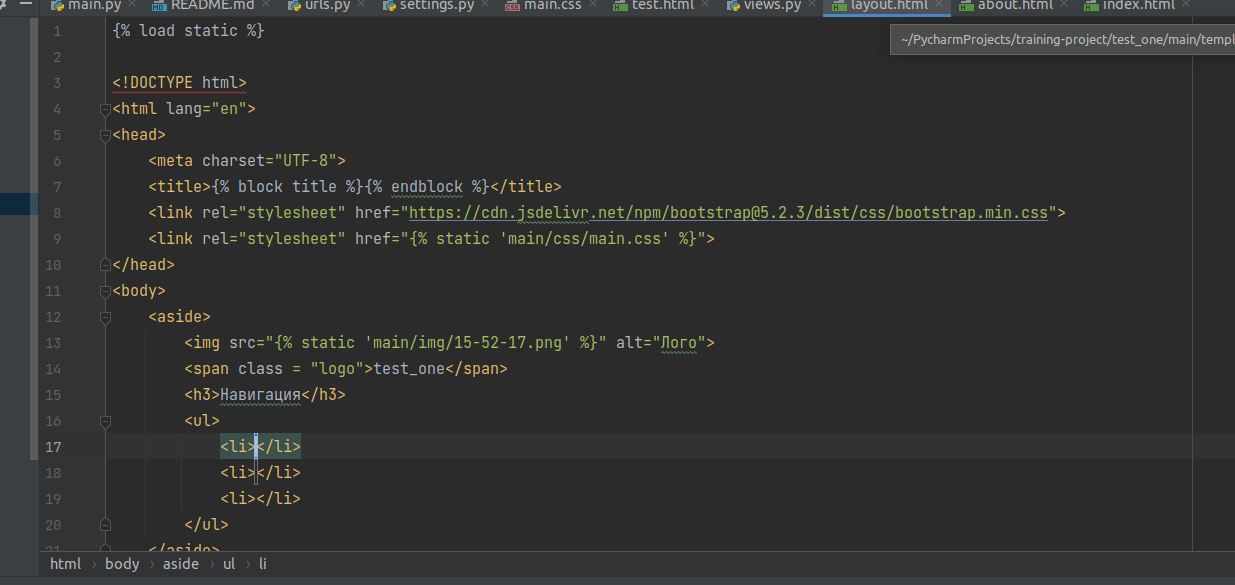 main.py README.md urls.py settings.py main.css test.html views.py layout.html about.html index.html
~/PycharmProjects/training-project/test_one/main/templ
1 {% load static %}
2
3 <!DOCTYPE html>
4 <html lang="en">
5 <head>
6 <meta charset="UTF-8">
7 <title>{% block title %}{% endblock %}</title>
8 <link rel="stylesheet" href="https://cdn.jsdelivr.net/npm/bootstrap@5.2.3/dist/css/bootstrap.min.css">
9 <link rel="stylesheet" href="{% static 'main/css/main.css' %}">
10 </head>
11 <body>
12 <aside>
13 <img src="{% static 'main/img/15-52-17.png' %}" alt="Лого">
14 <span class = "logo">test_one</span>
15 <h3>Навигация</h3>
16 <ul>
17 <li></li>
18 <li></li>
19 <li></li>
20 </ul>
21 </aside>
html › body › aside › ul › li